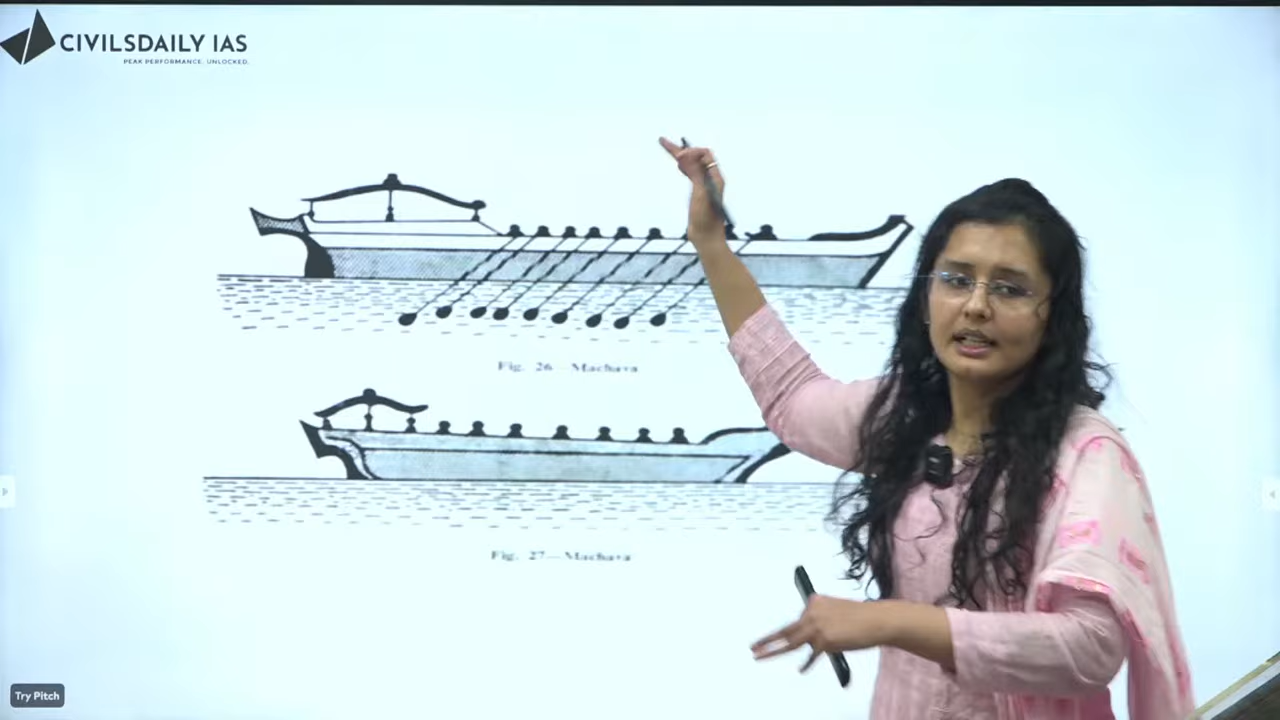 CIVILSDAILY IAS
PEAK PERFORMANCE. UNLOCKED.
Fig. 26—Machava
Fig. 27—Machava
Try Pitch